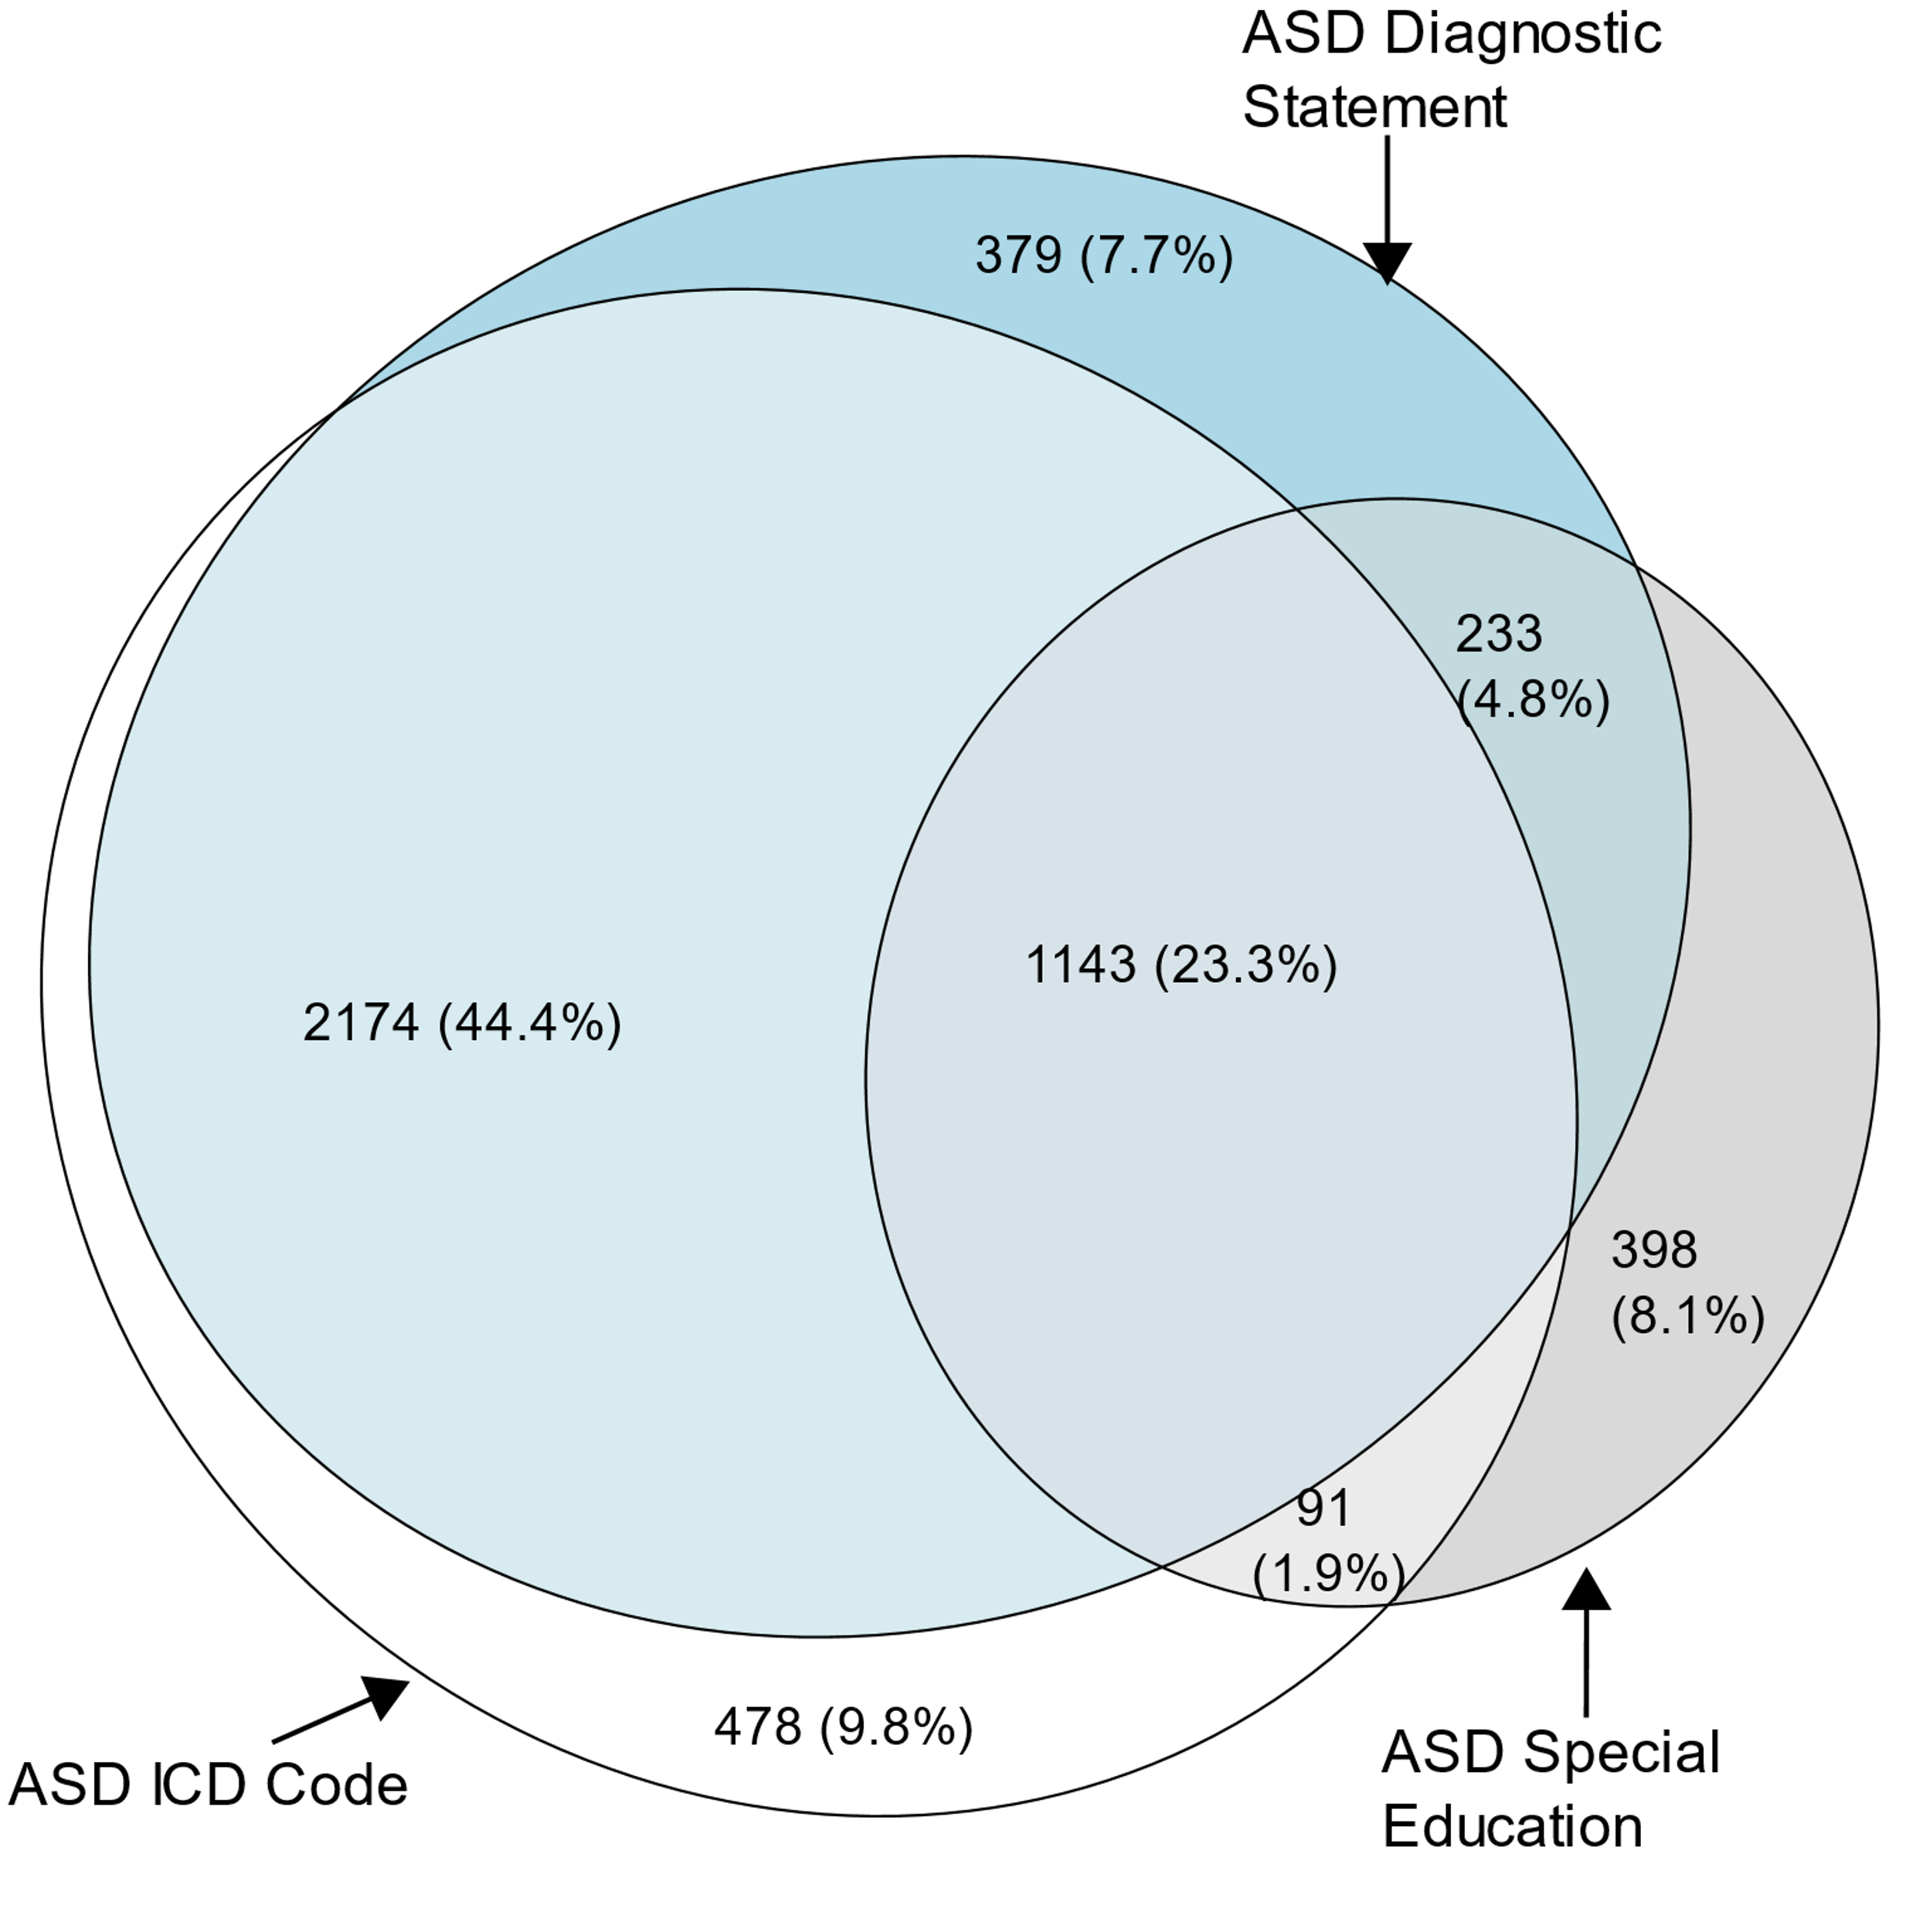 ASD Diagnostic
Statement
379 (7.7%)
233
(4.8%)
1143 (23.3%)
2174 (44.4%)
398
(8.1%)
91
(1.9%)
478 (9.8%)
ASD ICD Code
ASD Special
Education